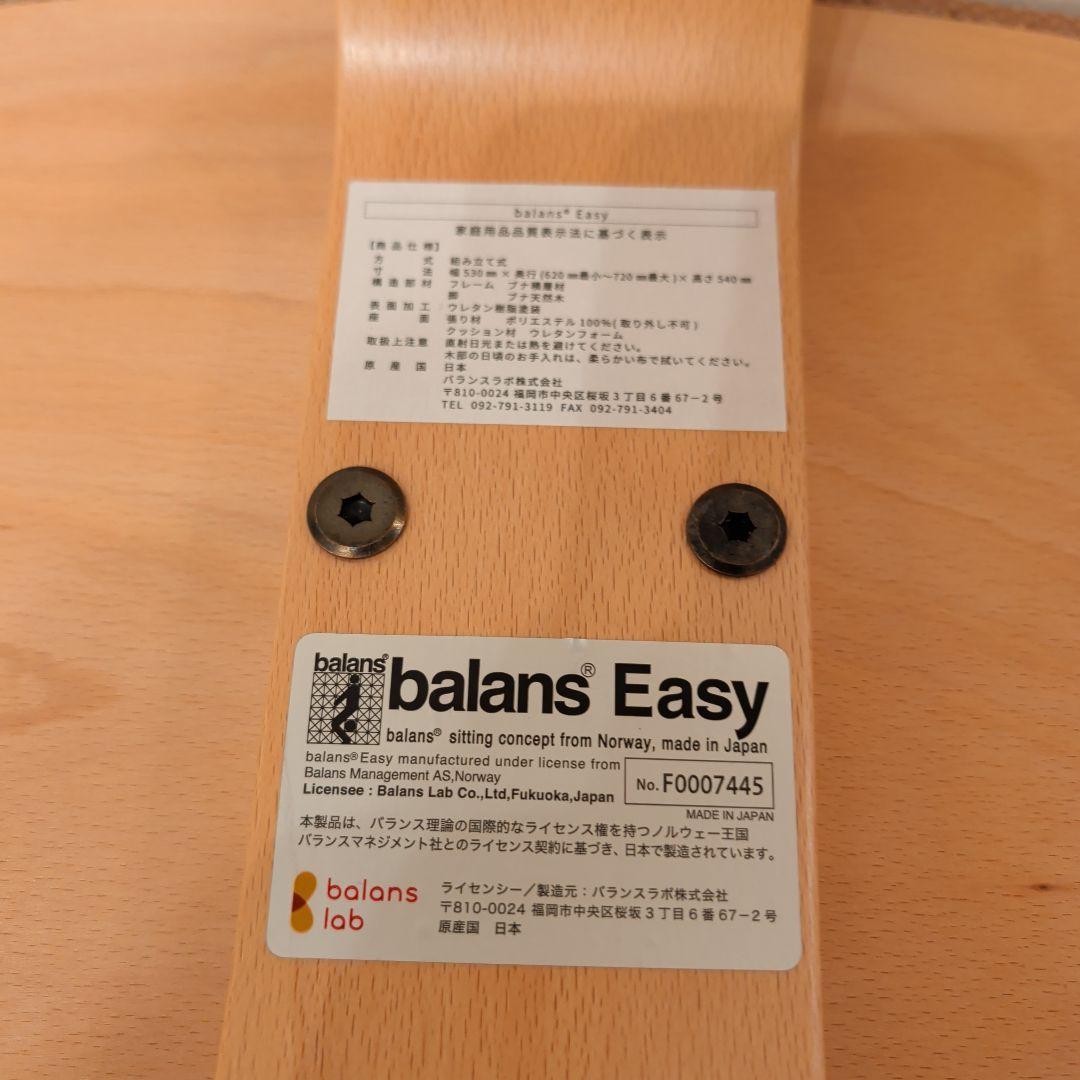 balans® Easy
家庭用品品質表示法に基づく表示
【商品仕様】
方 式 組み立て式
寸 法 幅530㎜×奥行(620㎜最小～720㎜最大)×高さ540㎜
構造部材 フレーム ブナ積層材
脚 ブナ天然木
表面加工 ウレタン樹脂塗装
座 面 張り材 ポリエステル100%(取り外し不可)
クッション材 ウレタンフォーム
取扱上注意 直射日光または熱を避けてください。
木部の日頃のお手入れは、柔らかい布で拭いてください。
原産国 日本
バランスラボ株式会社
〒810-0024 福岡市中央区桜坂3丁目6番67－2号
TEL 092-791-3119 FAX 092-791-3404
balans®
balans® Easy
balans® sitting concept from Norway, made in Japan
balans® Easy manufactured under license from
Balans Management AS,Norway
Licensee : Balans Lab Co.,Ltd,Fukuoka,Japan
No. F0007445
MADE IN JAPAN
本製品は、バランス理論の国際的なライセンス権を持つノルウェー王国
バランスマネジメント社とのライセンス契約に基づき、日本で製造されています。
balans
lab
ライセンシー／製造元：バランスラボ株式会社
〒810-0024 福岡市中央区桜坂3丁目6番67－2号
原産国 日本